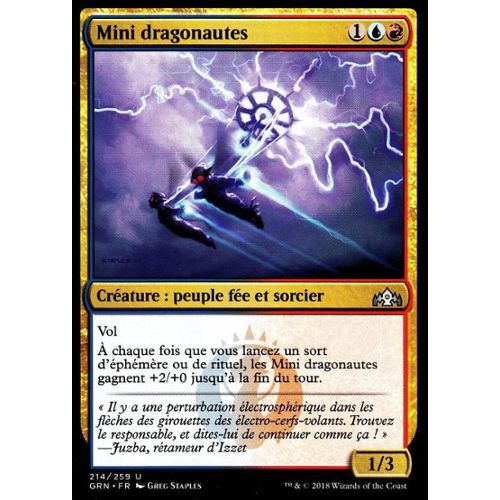 Mini dragonautes 1
Créature : peuple fée et sorcier
Vol
À chaque fois que vous lancez un sort
d'éphémère ou de rituel, les Mini dragonautes
gagnent +2/+0 jusqu'à la fin du tour.
« Il y a une perturbation électrosphérique dans les
flèches des girouettes des électro-cerfs-volants. Trouvez
le responsable, et dites-lui de continuer comme ça ! »
—Juzba, rétameur d'Izzet
1/3
214/259 U
GRN • FR Greg Staples
™ & © 2018 Wizards of the Coast